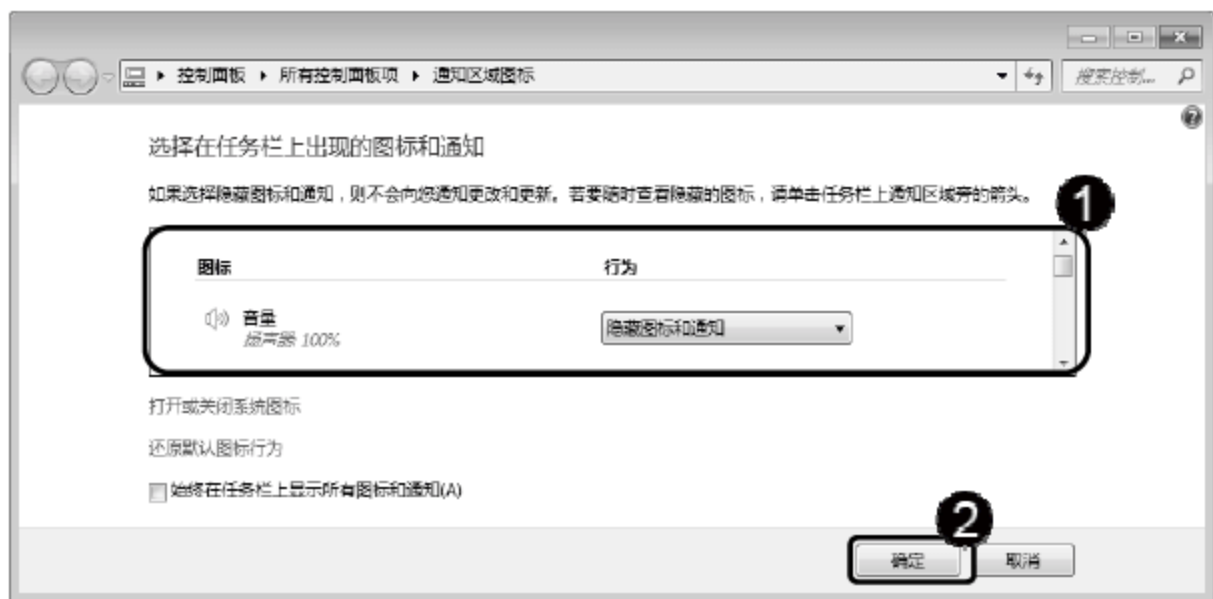 控制面板 ▸ 所有控制面板项 ▸ 通知区域图标
搜索控制...
选择在任务栏上出现的图标和通知
如果选择隐藏图标和通知，则不会向您通知更改和更新。若要随时查看隐藏的图标，请单击任务栏上通知区域旁的箭头。
1
图标 行为
音量 隐藏图标和通知
扬声器: 100%
打开或关闭系统图标
还原默认图标行为
始终在任务栏上显示所有图标和通知(A)
2
确定 取消